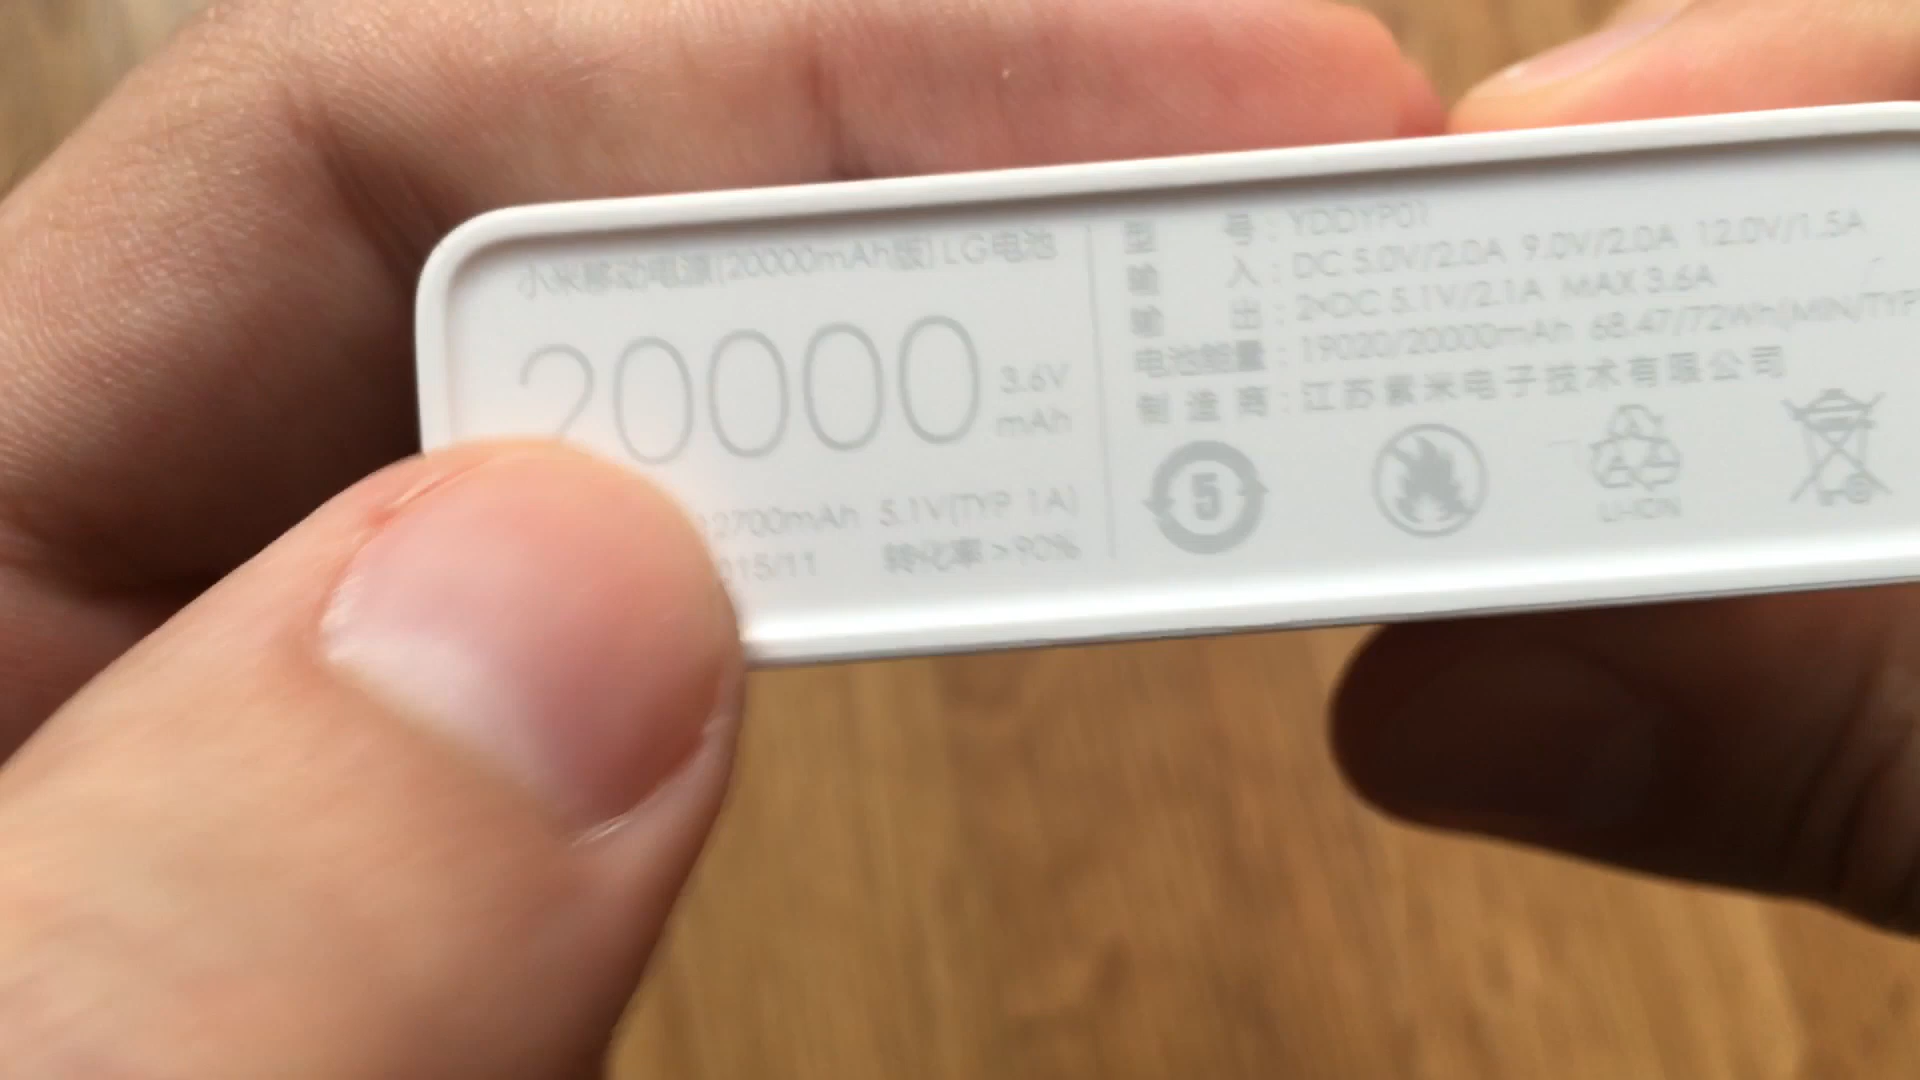 小米移动电源(20000mAh版)LG电池
20000 3.6V mAh
2700mAh 5.1V(TYP 1A)
15/11 转化率>90%
型 号: YDDYP01
输 入: DC 5.0V/2.0A 9.0V/2.0A 12.0V/1.5A
输 出: 2*DC 5.1V/2.1A MAX 3.6A
电池能量: 19020/20000mAh 68.47/72Wh(MIN/TYP
制造商: 江苏紫米电子技术有限公司
5
LI-ION